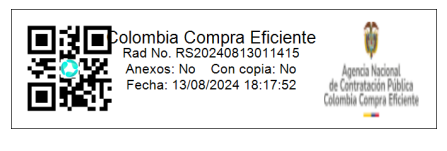 Colombia Compra Eficiente
Rad No. RS20240813011415
Anexos: No Con copia: No
Fecha: 13/08/2024 18:17:52
Agencia Nacional
de Contratación Pública
Colombia Compra Eficiente